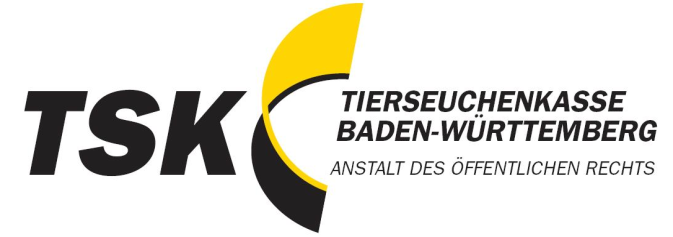 TSK
TIERSEUCHENKASSE
BADEN-WÜRTTEMBERG
ANSTALT DES ÖFFENTLICHEN RECHTS